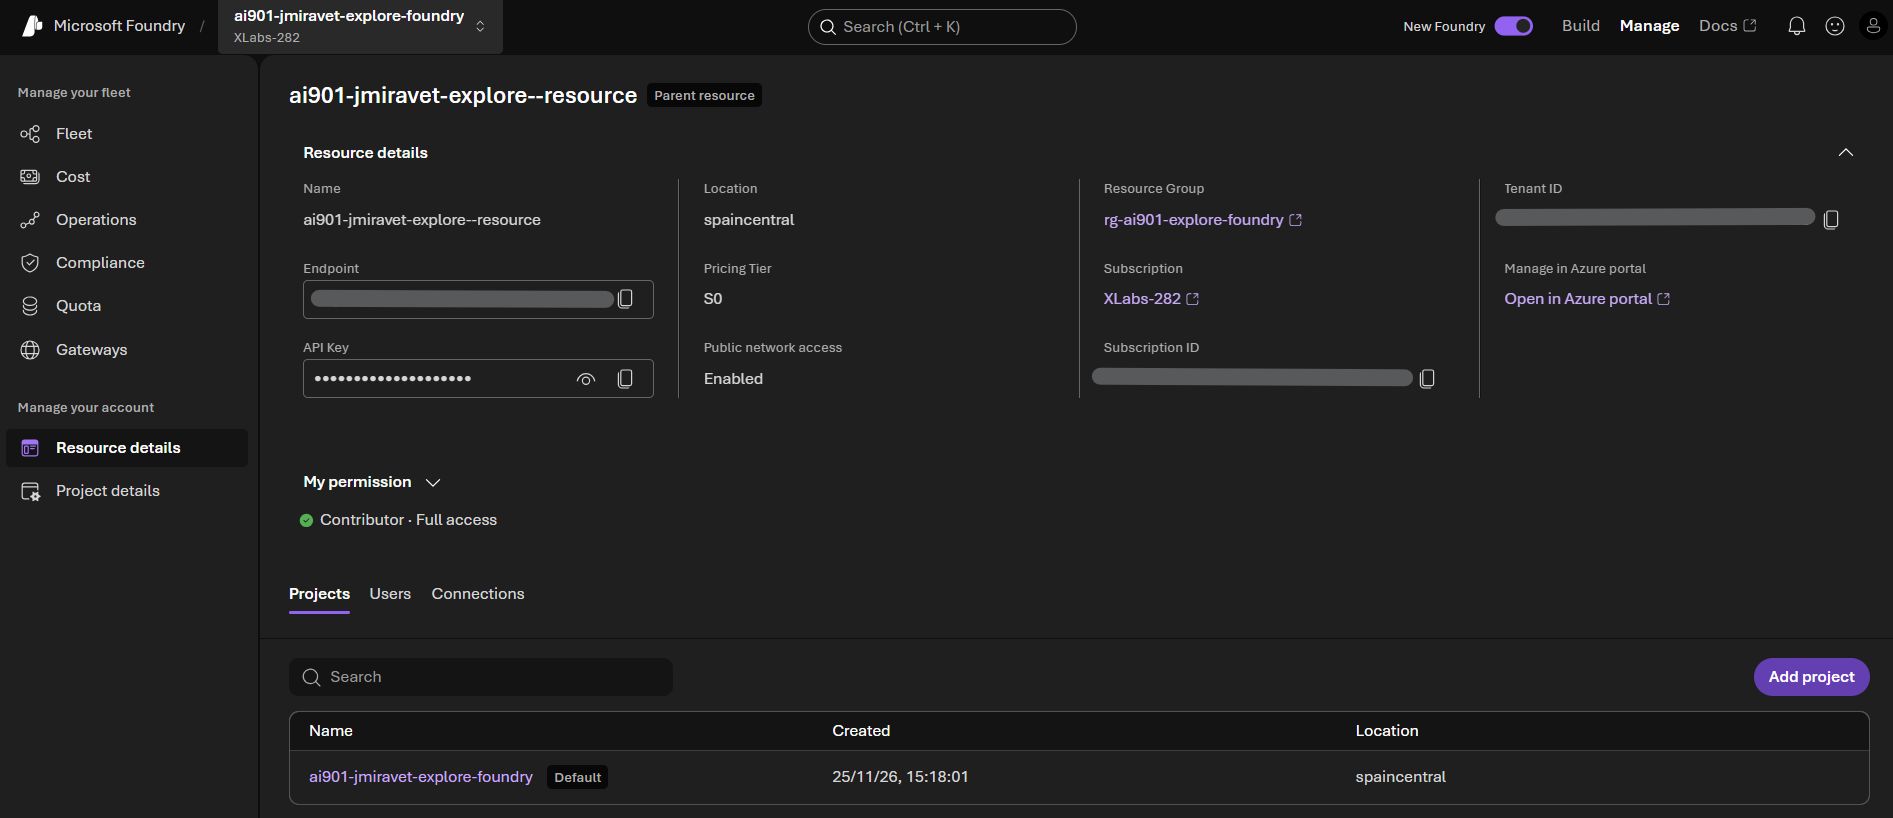 Microsoft Foundry / ai901-jmiravet-explore-foundry
XLabs-282
Search (Ctrl + K)
New Foundry
Build
Manage
Docs
Manage your fleet
Fleet
Cost
Operations
Compliance
Quota
Gateways
Manage your account
Resource details
Project details
ai901-jmiravet-explore--resource Parent resource
Resource details
Name
ai901-jmiravet-explore--resource
Endpoint
API Key
•••••••••••••••••••
Location
spaincentral
Pricing Tier
S0
Public network access
Enabled
Resource Group
rg-ai901-explore-foundry
Subscription
XLabs-282
Subscription ID
Tenant ID
Manage in Azure portal
Open in Azure portal
My permission
Contributor · Full access
Projects Users Connections
Search
Add project
Name Created Location
ai901-jmiravet-explore-foundry Default 25/11/26, 15:18:01 spaincentral